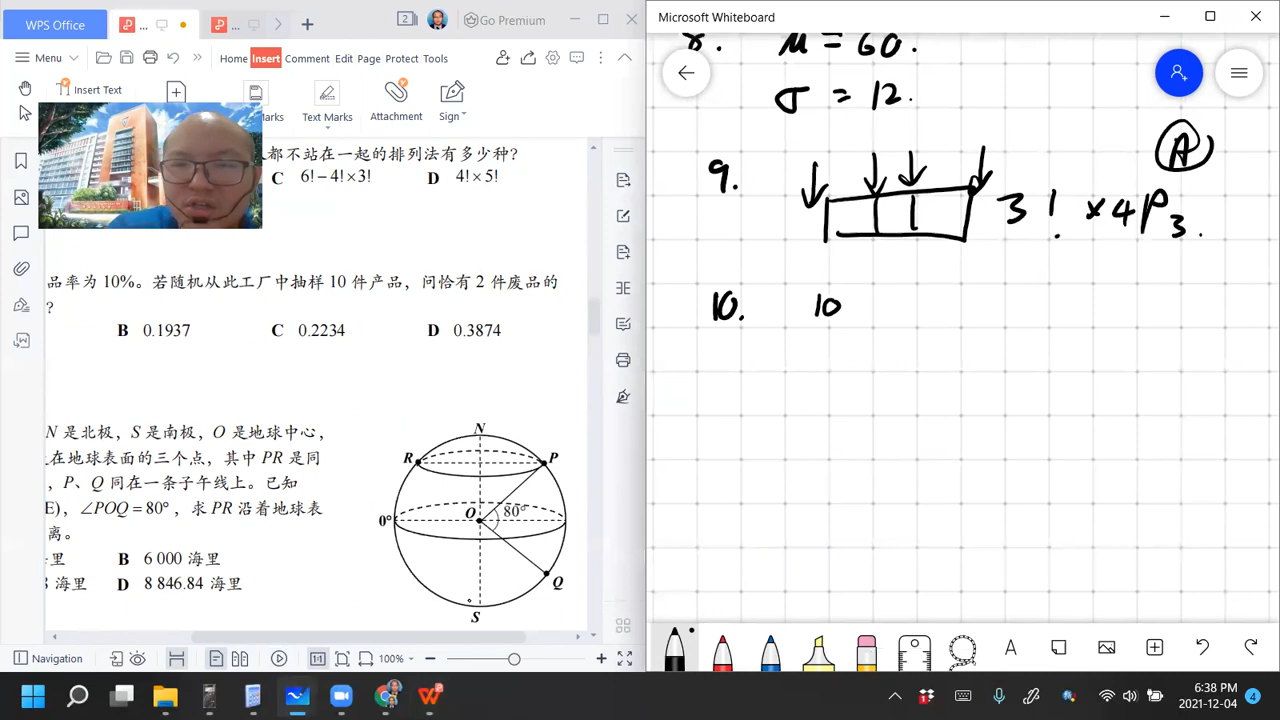 WPS Office
...
...
2
Go Premium
Menu
Home
Insert
Comment
Edit
Page
Protect
Tools
Insert Text
Marks
Text Marks
Attachment
Sign
都不站在一起的排列法有多少种?
C 6! – 4! × 3!
D 4! × 5!
品率为 10%。若随机从此工厂中抽样 10 件产品，问恰有 2 件废品的
?
B 0.1937
C 0.2234
D 0.3874
N 是北极，S 是南极，O 是地球中心，
在地球表面的三个点，其中 PR 是同
，P、Q 同在一条子午线上。已知
E)，∠POQ = 80°，求 PR 沿着地球表
离。
里
B 6 000 海里
海里
D 8 846.84 海里
N
R
P
O
80°
0°
Q
S
Navigation
100%
Microsoft Whiteboard
μ = 60.
σ = 12.
A
9.
3! × 4P3.
10.
10
A
6:38 PM
2021-12-04
4